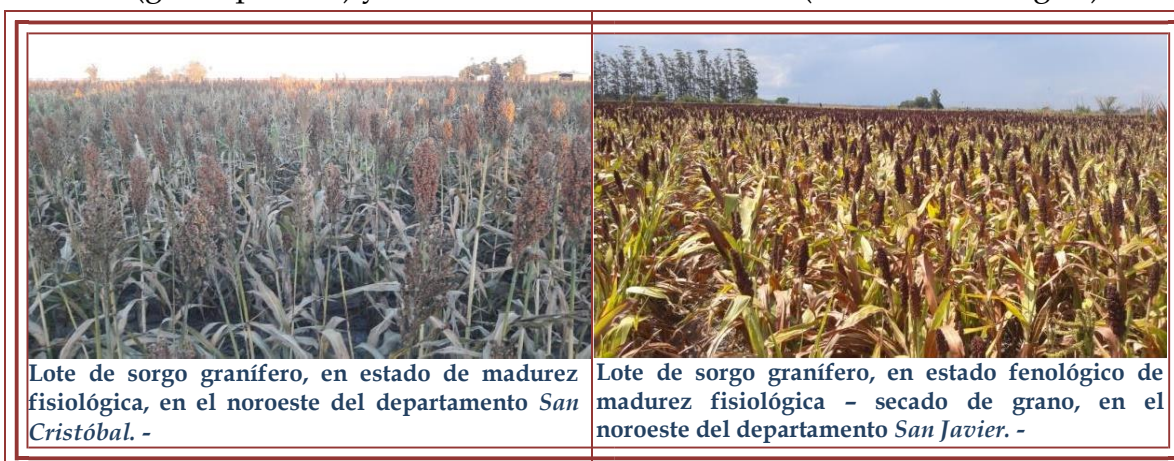 Lote de sorgo granífero, en estado de madurez
fisiológica, en el noroeste del departamento San
Cristóbal. -
Lote de sorgo granífero, en estado fenológico de
madurez fisiológica – secado de grano, en el
noroeste del departamento San Javier. -